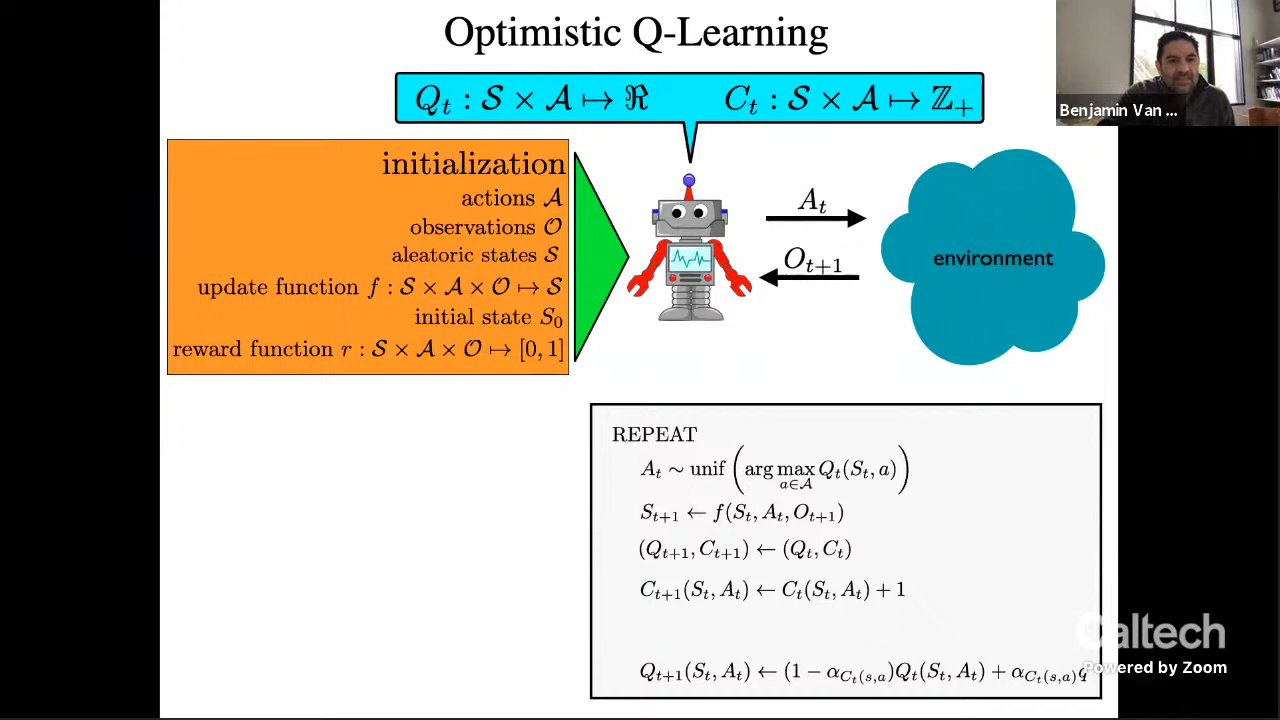 Optimistic Q-Learning
Q_t : 𝒮 × 𝒜 ↦ ℜ   C_t : 𝒮 × 𝒜 ↦ ℤ_+
Benjamin Van ...
initialization
actions 𝒜
observations 𝒪
aleatoric states 𝒮
update function f : 𝒮 × 𝒜 × 𝒪 ↦ 𝒮
initial state S_0
reward function r : 𝒮 × 𝒜 × 𝒪 ↦ [0, 1]
A_t
O_{t+1}
environment
REPEAT
A_t ∼ unif (arg max_{a∈𝒜} Q_t(S_t, a))
S_{t+1} ← f(S_t, A_t, O_{t+1})
(Q_{t+1}, C_{t+1}) ← (Q_t, C_t)
C_{t+1}(S_t, A_t) ← C_t(S_t, A_t) + 1
Q_{t+1}(S_t, A_t) ← (1 − α_{C_t(s,a)})Q_t(S_t, A_t) + α_{C_t(s,a)}q
Caltech
Powered by Zoom